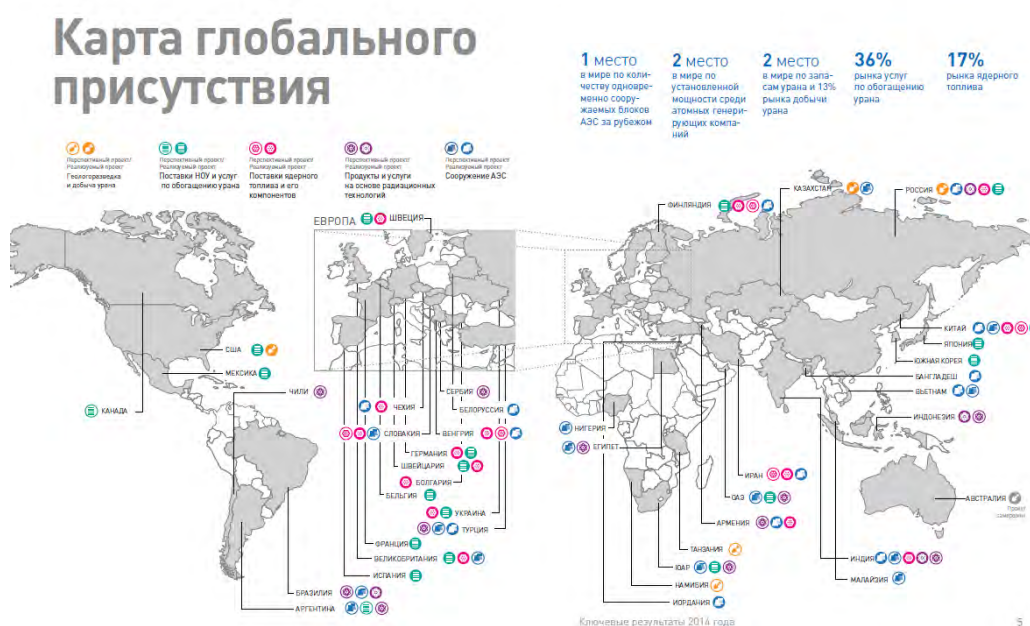 Карта глобального
присутствия
1 место
в мире по коли-
честву одновре-
менно соору-
жаемых блоков
АЭС за рубежом
2 место
в мире по
установленной
мощности среди
атомных генери-
рующих компа-
ний
2 место
в мире по запа-
сам урана и 13%
рынка добычи
урана
36%
рынка услуг
по обогащению
урана
17%
рынка ядерного
топлива
Перспективный проект/
Реализуемый проект
Геологоразведка
и добыча урана
Перспективный проект/
Реализуемый проект
Поставки НОУ и услуг
по обогащению урана
Перспективный проект/
Реализуемый проект
Поставки ядерного
топлива и его
компонентов
Перспективный проект/
Реализуемый проект
Продукты и услуги
на основе радиационных
технологий
Перспективный проект/
Реализуемый проект
Сооружение АЭС
КАНАДА
США
МЕКСИКА
ЧИЛИ
БРАЗИЛИЯ
АРГЕНТИНА
ЕВРОПА
ШВЕЦИЯ
СЕРБИЯ
ЧЕХИЯ
БЕЛОРУССИЯ
СЛОВАКИЯ
ВЕНГРИЯ
ГЕРМАНИЯ
ШВЕЙЦАРИЯ
БОЛГАРИЯ
БЕЛЬГИЯ
УКРАИНА
ТУРЦИЯ
ФРАНЦИЯ
ВЕЛИКОБРИТАНИЯ
ИСПАНИЯ
ФИНЛЯНДИЯ
КАЗАХСТАН
РОССИЯ
КИТАЙ
ЯПОНИЯ
ЮЖНАЯ КОРЕЯ
БАНГЛАДЕШ
ВЬЕТНАМ
ИНДОНЕЗИЯ
НИГЕРИЯ
ЕГИПЕТ
ИРАН
ОАЭ
АВСТРАЛИЯ
АРМЕНИЯ
ТАНЗАНИЯ
ИНДИЯ
ЮАР
МАЛАЙЗИЯ
НАМИБИЯ
ИОРДАНИЯ
Ключевые результаты 2014 года
5